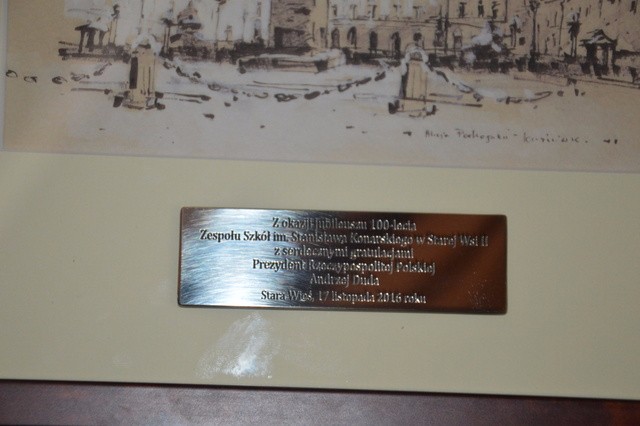 Z okazji Jubileuszu 100-lecia
Zespołu Szkół im. Stanisława Konarskiego w Starej Wsi II
z serdecznymi gratulacjami
Prezydent Rzeczypospolitej Polskiej
Andrzej Duda
Stara Wieś, 17 listopada 2016 roku